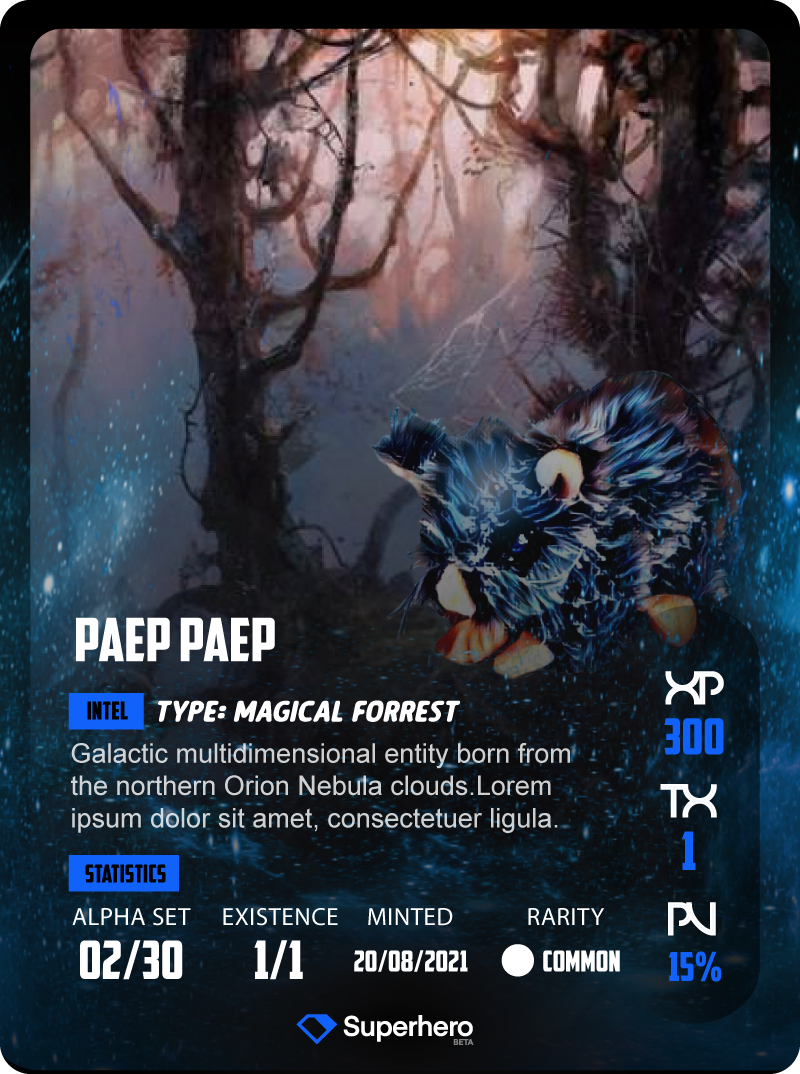 PAEP PAEP
INTEL TYPE: MAGICAL FORREST
Galactic multidimensional entity born from
the northern Orion Nebula clouds.Lorem
ipsum dolor sit amet, consectetuer ligula.
XP
300
TX
1
PV
15%
STATISTICS
ALPHA SET EXISTENCE MINTED RARITY
02/30 1/1 20/08/2021 COMMON
Superhero
BETA